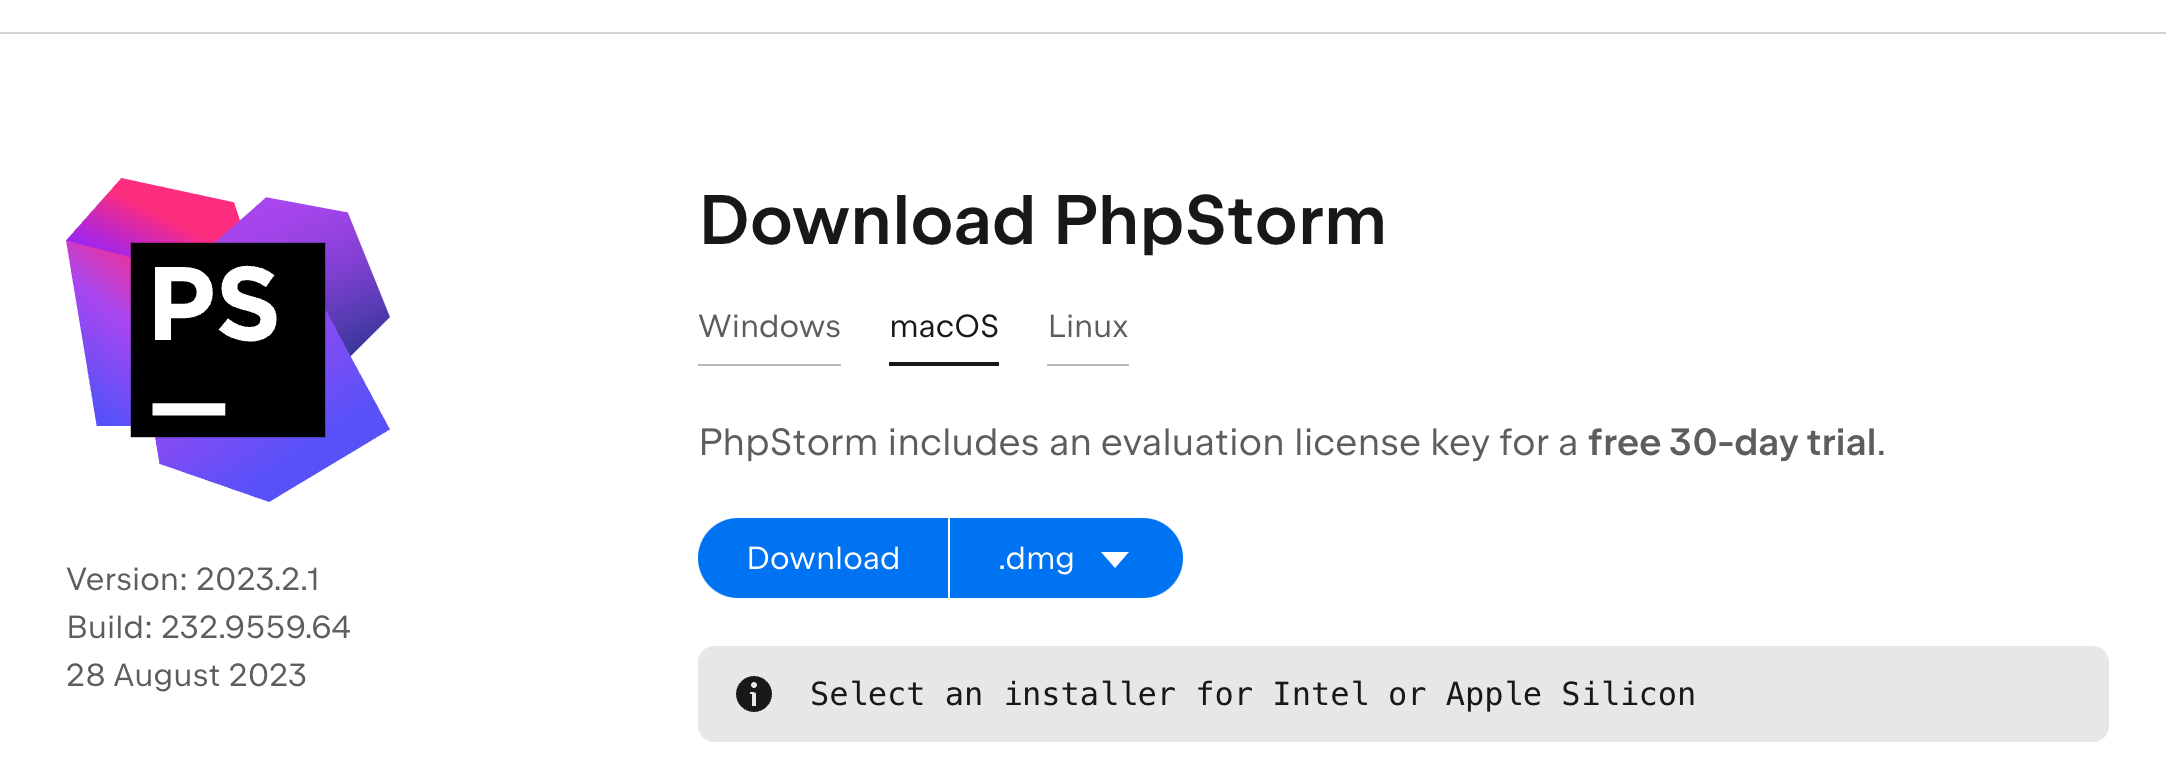 PS
Version: 2023.2.1
Build: 232.9559.64
28 August 2023
Download PhpStorm
Windows macOS Linux
PhpStorm includes an evaluation license key for a free 30-day trial.
Download .dmg
Select an installer for Intel or Apple Silicon